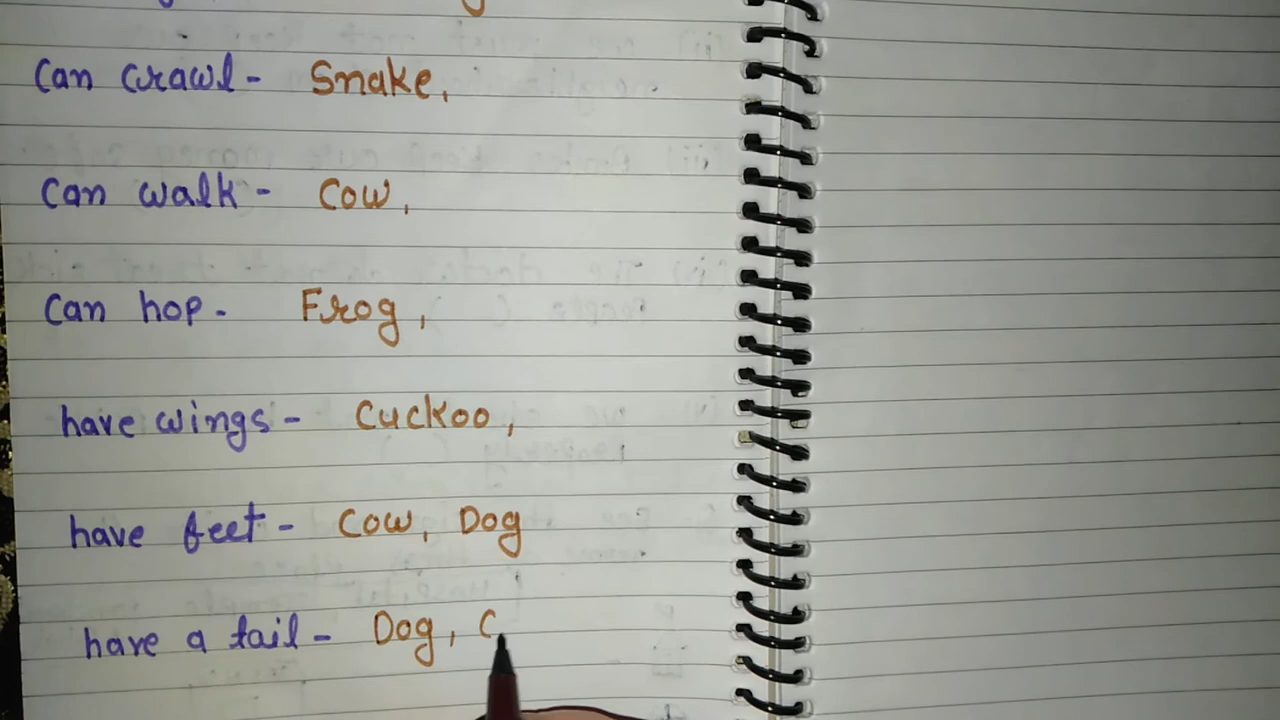 Can crawl - Snake,
Can walk - Cow,
Can hop - Frog,
have wings - Cuckoo,
have feet - Cow, Dog
have a tail - Dog, C